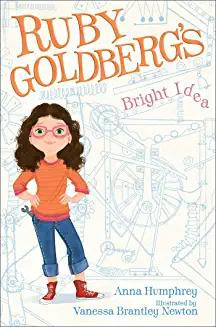 RUBY
GOLDBERG'S
Bright Idea
Anna Humphrey
Illustrated by
Vanessa Brantley Newton